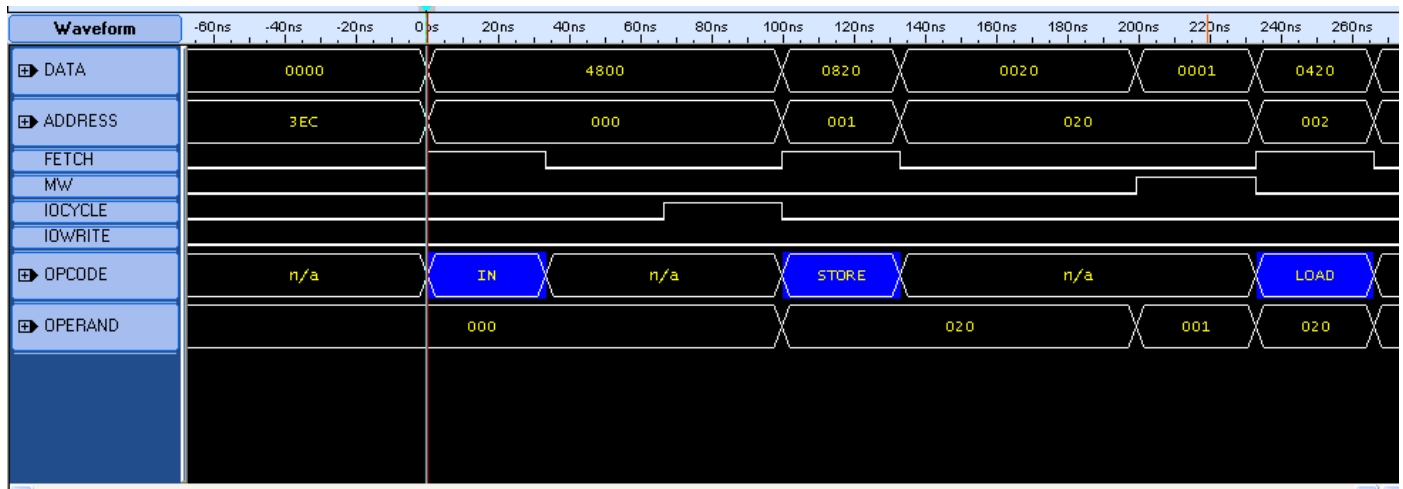 Waveform -60ns -40ns -20ns 0ps 20ns 40ns 60ns 80ns 100ns 120ns 140ns 160ns 180ns 200ns 220ns 240ns 260ns
DATA 0000 4800 0820 0020 0001 0420
ADDRESS 3EC 000 001 020 002
FETCH
MW
IOCYCLE
IOWRITE
OPCODE n/a IN n/a STORE n/a LOAD
OPERAND 000 020 001 020